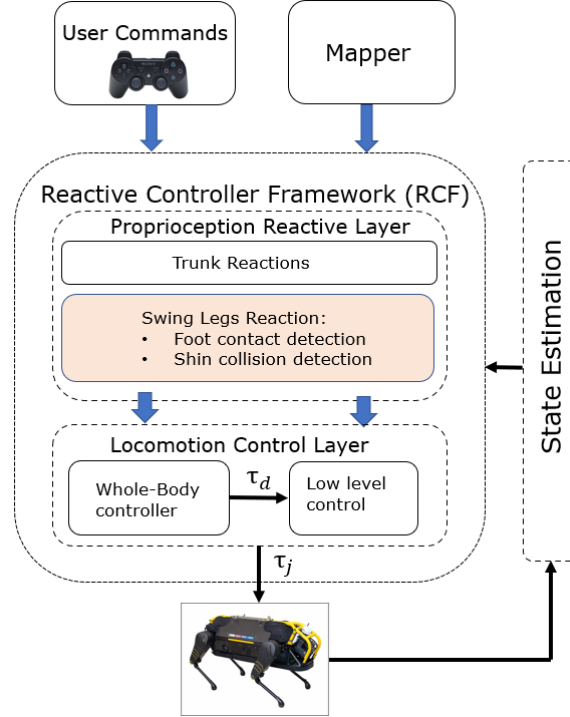 User Commands
Mapper
Reactive Controller Framework (RCF)
Proprioception Reactive Layer
Trunk Reactions
Swing Legs Reaction:
• Foot contact detection
• Shin collision detection
Locomotion Control Layer
Whole-Body
controller
τd
Low level
control
τj
State Estimation